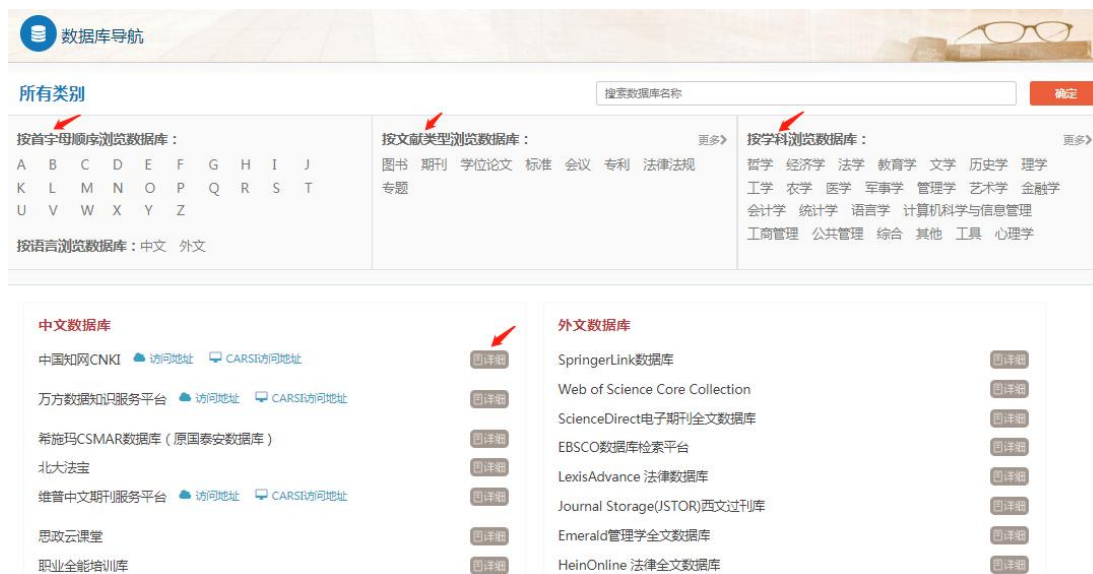 数据库导航
所有类别
搜索数据库名称
确定
按首字母顺序浏览数据库：
A B C D E F G H I J
K L M N O P Q R S T
U V W X Y Z
按语言浏览数据库：中文 外文
按文献类型浏览数据库： 更多>
图书 期刊 学位论文 标准 会议 专利 法律法规
专题
按学科浏览数据库： 更多>
哲学 经济学 法学 教育学 文学 历史学 理学
工学 农学 医学 军事学 管理学 艺术学 金融学
会计学 统计学 语言学 计算机科学与信息管理
工商管理 公共管理 综合 其他 工具 心理学
中文数据库
中国知网CNKI 访问地址 CARSI访问地址 详细
万方数据知识服务平台 访问地址 CARSI访问地址 详细
希施玛CSMAR数据库（原国泰安数据库） 详细
北大法宝 详细
维普中文期刊服务平台 访问地址 CARSI访问地址 详细
思政云课堂 详细
职业全能培训库 详细
外文数据库
SpringerLink数据库 详细
Web of Science Core Collection 详细
ScienceDirect电子期刊全文数据库 详细
EBSCO数据库检索平台 详细
LexisAdvance 法律数据库 详细
Journal Storage(JSTOR)西文过刊库 详细
Emerald管理学全文数据库 详细
HeinOnline 法律全文数据库 详细